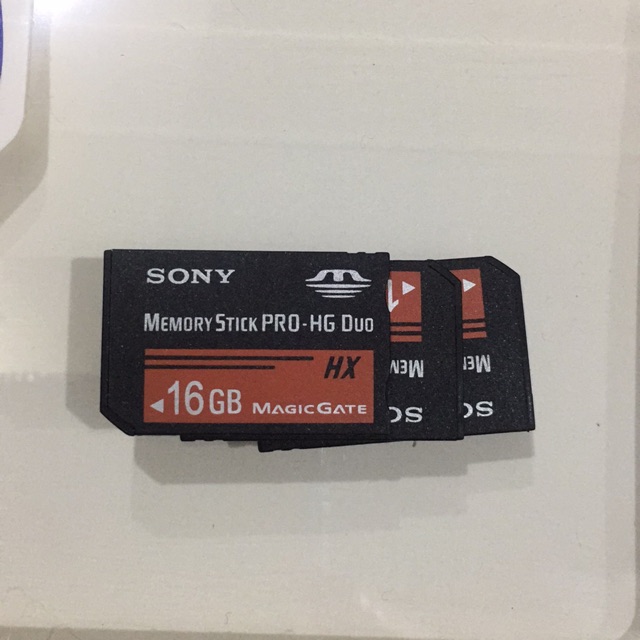 SONY
MEMORY STICK PRO-HG DUO
HX
16GB MAGICGATE